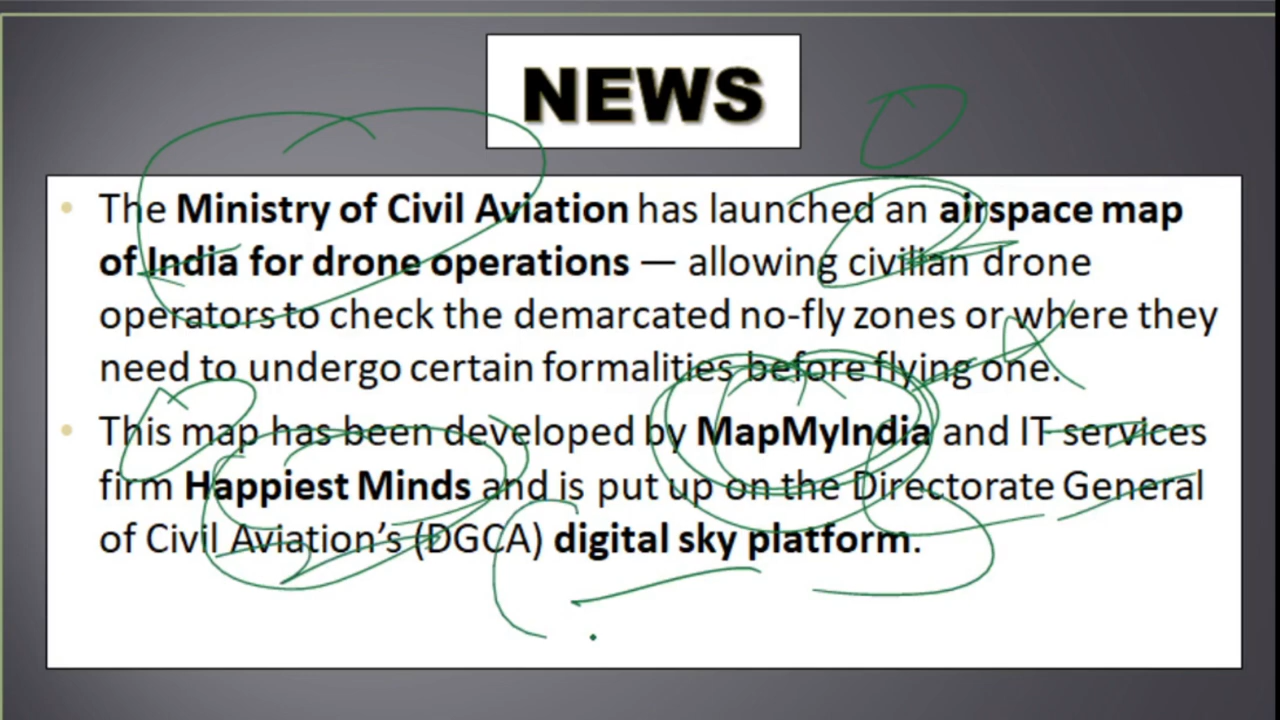 NEWS
• The Ministry of Civil Aviation has launched an airspace map
of India for drone operations — allowing civilian drone
operators to check the demarcated no-fly zones or where they
need to undergo certain formalities before flying one.
• This map has been developed by MapMyIndia and IT services
firm Happiest Minds and is put up on the Directorate General
of Civil Aviation’s (DGCA) digital sky platform.